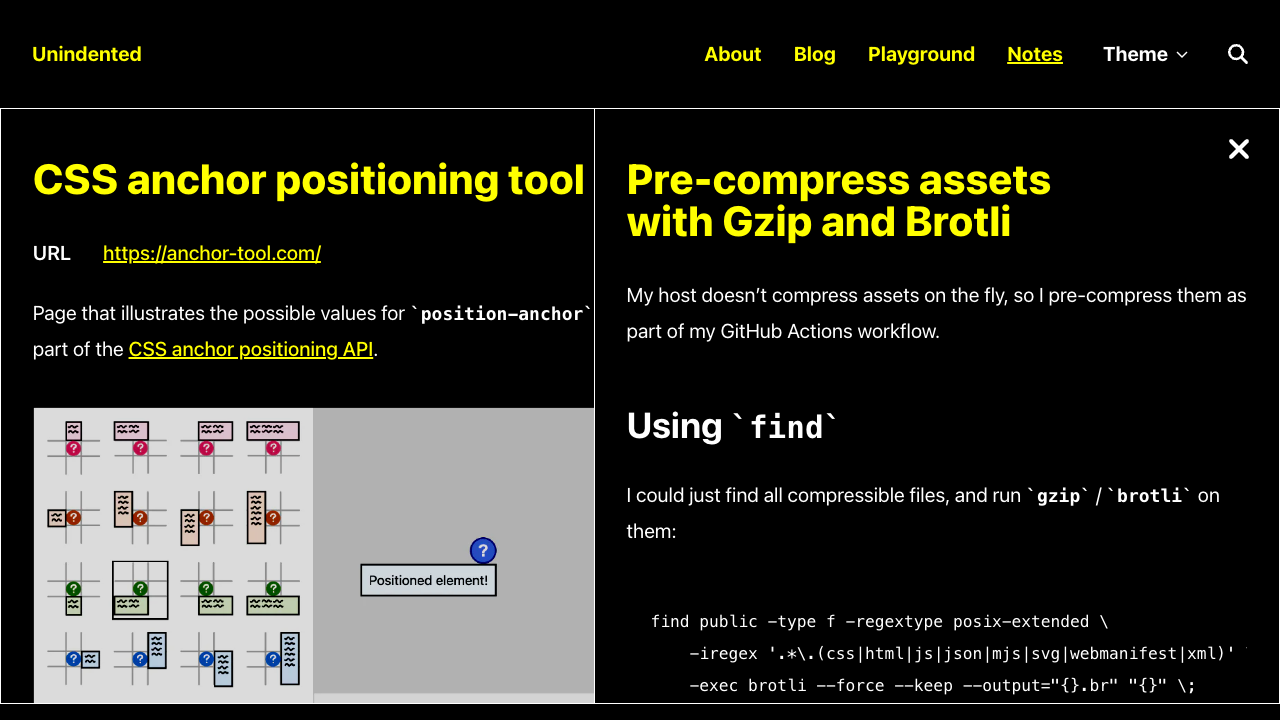 Unindented
About Blog Playground Notes Theme
CSS anchor positioning tool
URL https://anchor-tool.com/
Page that illustrates the possible values for `position-anchor`
part of the CSS anchor positioning API.
?
? ? ? ?
? ? ? ?
? ? ? ?
? ? ? ?
Positioned element!
Pre-compress assets
with Gzip and Brotli
My host doesn’t compress assets on the fly, so I pre-compress them as
part of my GitHub Actions workflow.
Using `find`
I could just find all compressible files, and run `gzip` / `brotli` on
them:
find public -type f -regextype posix-extended \
-iregex '.*\.(css|html|js|json|mjs|svg|webmanifest|xml)'
-exec brotli --force --keep --output="{}.br" "{}" \;